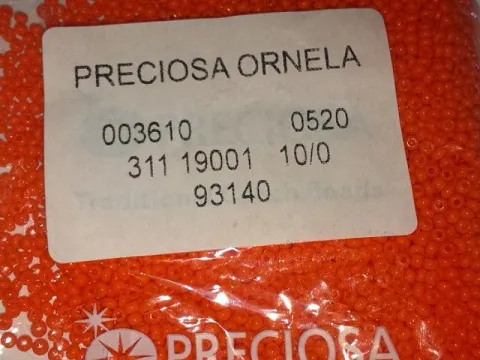 PRECIOSA ORNELA
003610 0520
311 19001 10/0
93140
PRECIOSA